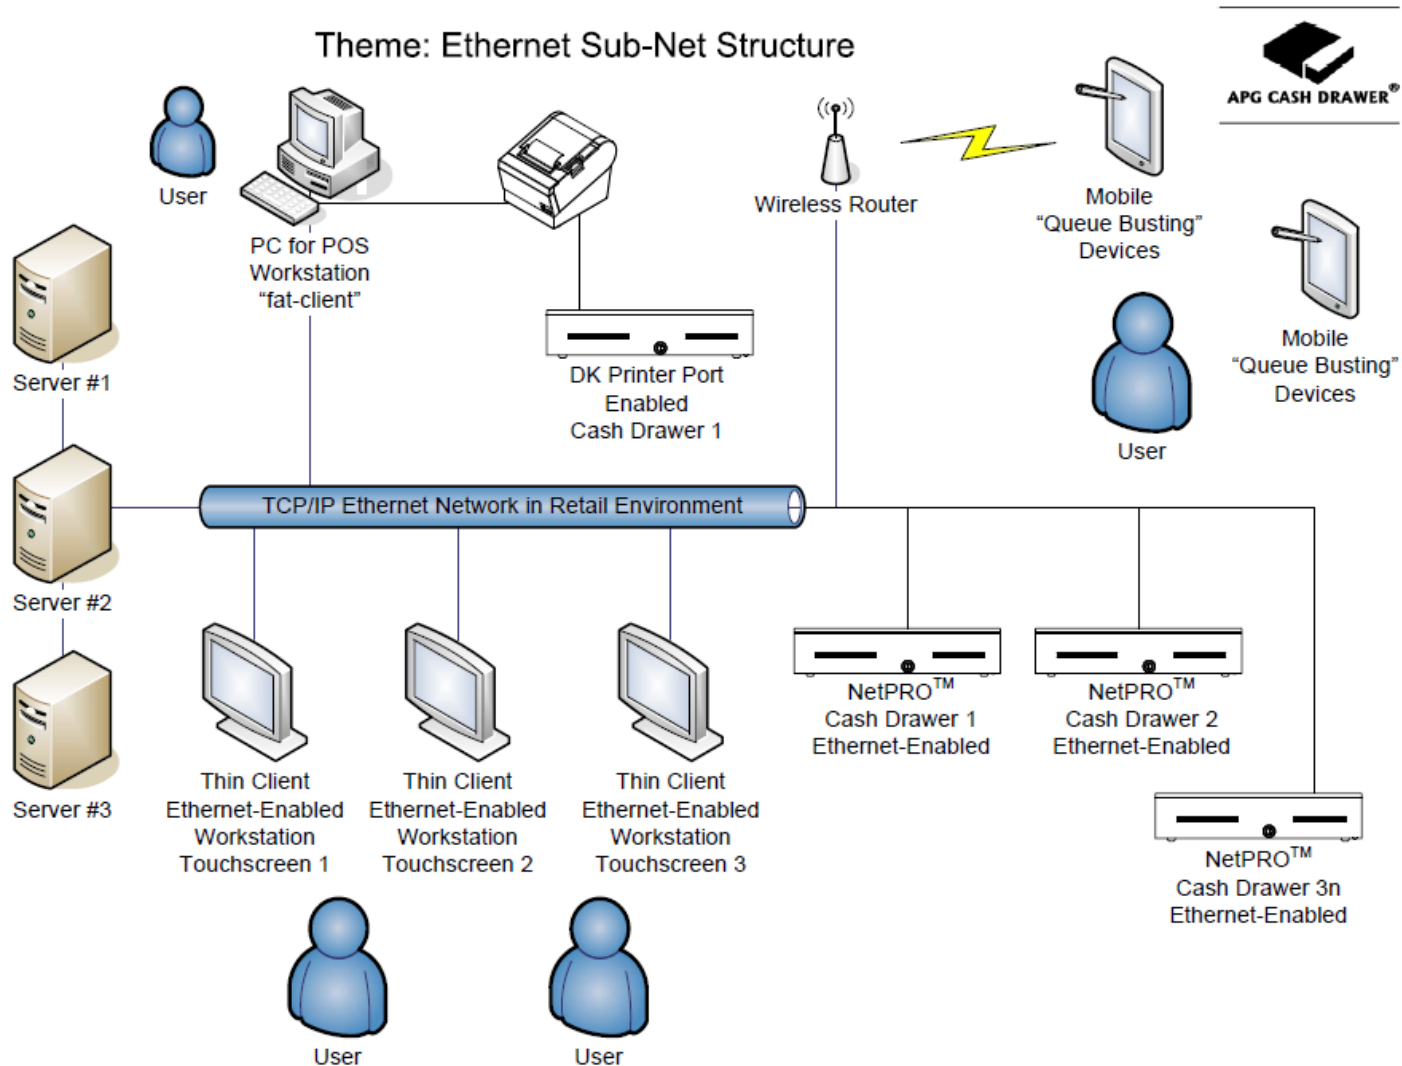 Theme: Ethernet Sub-Net Structure
APG CASH DRAWER®
User
PC for POS
Workstation
“fat-client”
Wireless Router
Mobile
“Queue Busting”
Devices
Mobile
“Queue Busting”
Devices
User
DK Printer Port
Enabled
Cash Drawer 1
Server #1
Server #2
Server #3
TCP/IP Ethernet Network in Retail Environment
Thin Client
Ethernet-Enabled
Workstation
Touchscreen 1
Thin Client
Ethernet-Enabled
Workstation
Touchscreen 2
Thin Client
Ethernet-Enabled
Workstation
Touchscreen 3
NetPRO™
Cash Drawer 1
Ethernet-Enabled
NetPRO™
Cash Drawer 2
Ethernet-Enabled
NetPRO™
Cash Drawer 3n
Ethernet-Enabled
User
User